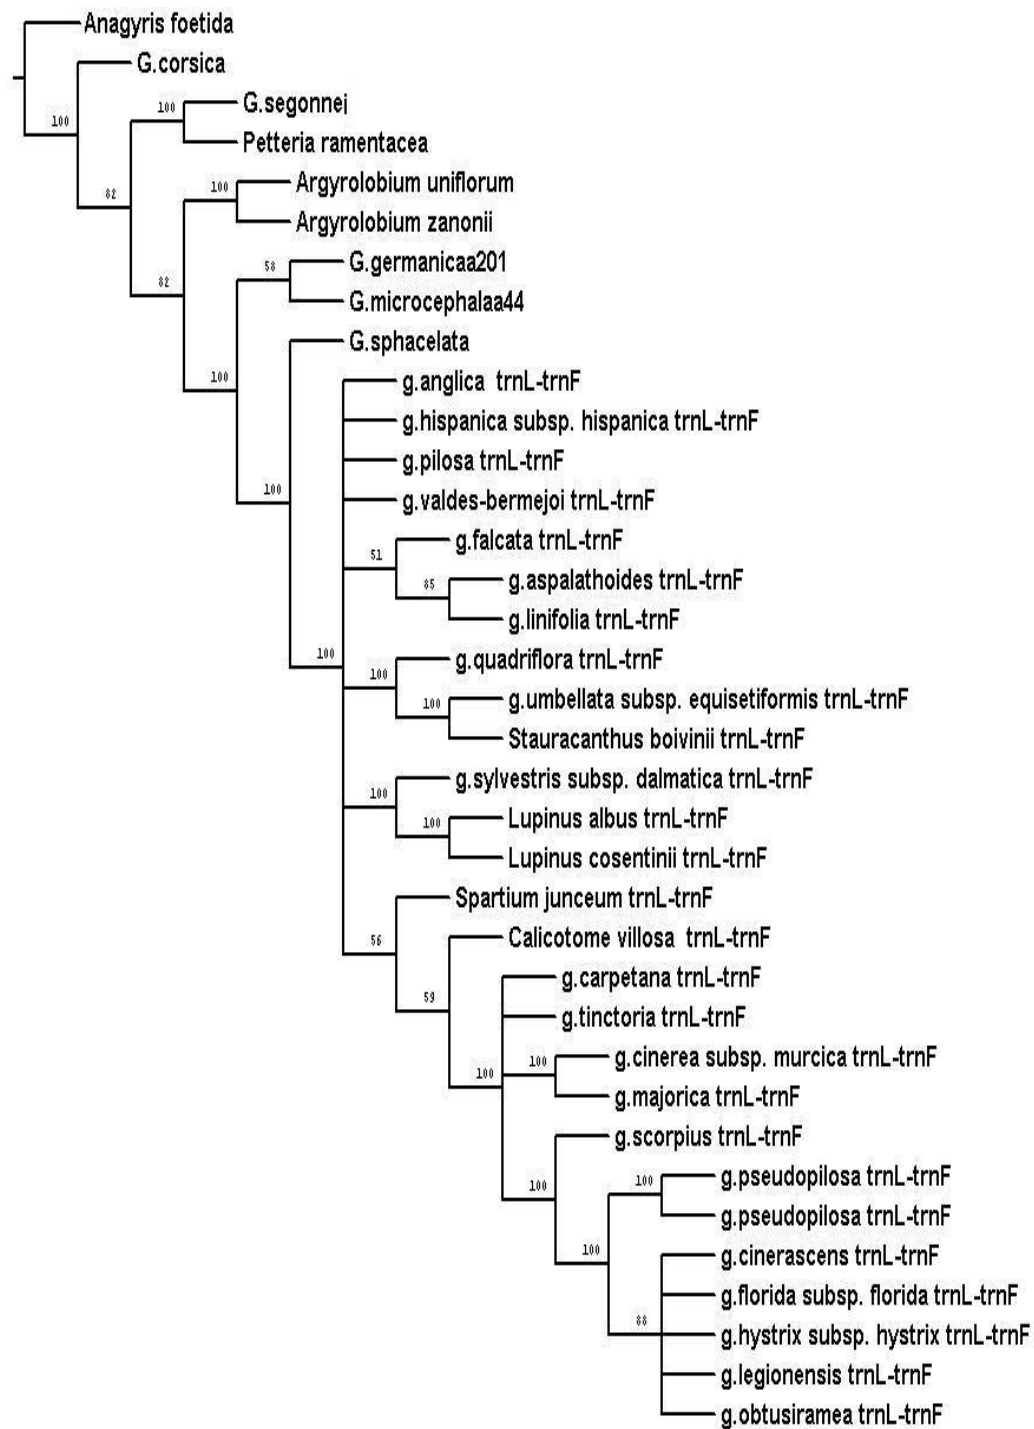 Anagyris foetida
G.corsica
100
G.segonnei
100
Petteria ramentacea
82
Argyrolobium uniflorum
100
Argyrolobium zanonii
G.germanicaa201
58
82
G.microcephalaa44
G.sphacelata
100
g.anglica trnL-trnF
g.hispanica subsp. hispanica trnL-trnF
g.pilosa trnL-trnF
100
g.valdes-bermejoi trnL-trnF
g.falcata trnL-trnF
51
g.aspalathoides trnL-trnF
85
g.linifolia trnL-trnF
100
g.quadriflora trnL-trnF
100
g.umbellata subsp. equisetiformis trnL-trnF
100
Stauracanthus boivinii trnL-trnF
g.sylvestris subsp. dalmatica trnL-trnF
100
Lupinus albus trnL-trnF
100
Lupinus cosentinii trnL-trnF
Spartium junceum trnL-trnF
Calicotome villosa trnL-trnF
56
g.carpetana trnL-trnF
59
g.tinctoria trnL-trnF
g.cinerea subsp. murcica trnL-trnF
100
100
g.majorica trnL-trnF
g.scorpius trnL-trnF
g.pseudopilosa trnL-trnF
100
100
g.pseudopilosa trnL-trnF
100
g.cinerascens trnL-trnF
g.florida subsp. florida trnL-trnF
88
g.hystrix subsp. hystrix trnL-trnF
g.legionensis trnL-trnF
g.obtusiramea trnL-trnF